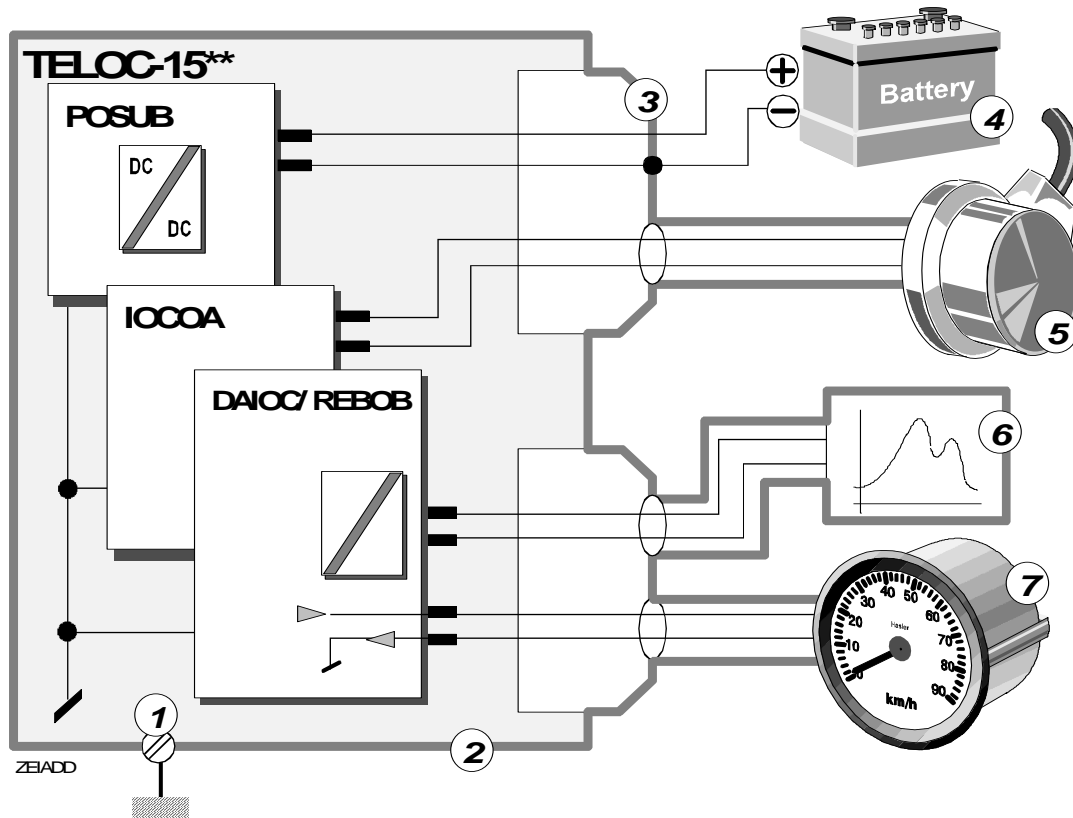 TELOC-15**
POSUB
DC
DC
IOCOA
DAIOC/ REBOB
3
+
−
Battery
4
5
6
7
0
10
20
30
40
50
60
70
80
90
Hasler
km/h
1
2
ZEIADD